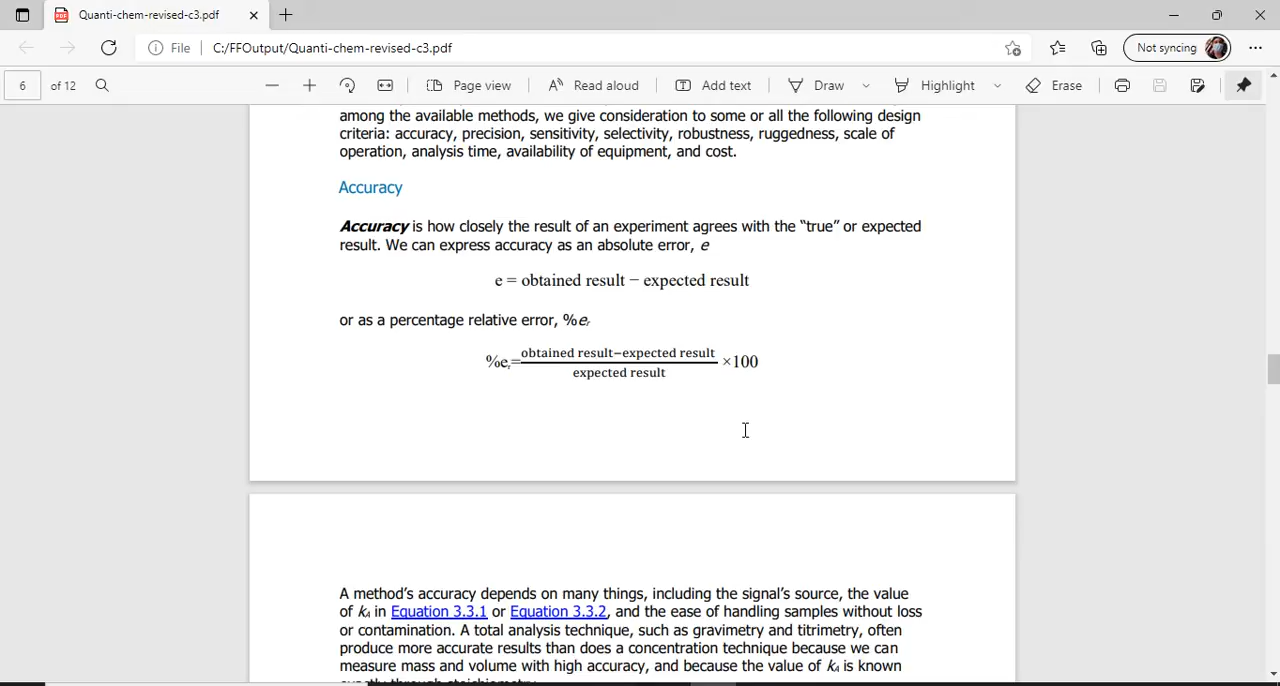 Quanti-chem-revised-c3.pdf
File C:/FFOutput/Quanti-chem-revised-c3.pdf Not syncing
6 of 12 Page view Read aloud Add text Draw Highlight Erase
among the available methods, we give consideration to some or all the following design
criteria: accuracy, precision, sensitivity, selectivity, robustness, ruggedness, scale of
operation, analysis time, availability of equipment, and cost.
Accuracy
Accuracy is how closely the result of an experiment agrees with the “true” or expected
result. We can express accuracy as an absolute error, e
e = obtained result − expected result
or as a percentage relative error, %er
%er=obtained result−expected result/expected result ×100
A method’s accuracy depends on many things, including the signal’s source, the value
of kA in Equation 3.3.1 or Equation 3.3.2, and the ease of handling samples without loss
or contamination. A total analysis technique, such as gravimetry and titrimetry, often
produce more accurate results than does a concentration technique because we can
measure mass and volume with high accuracy, and because the value of kA is known